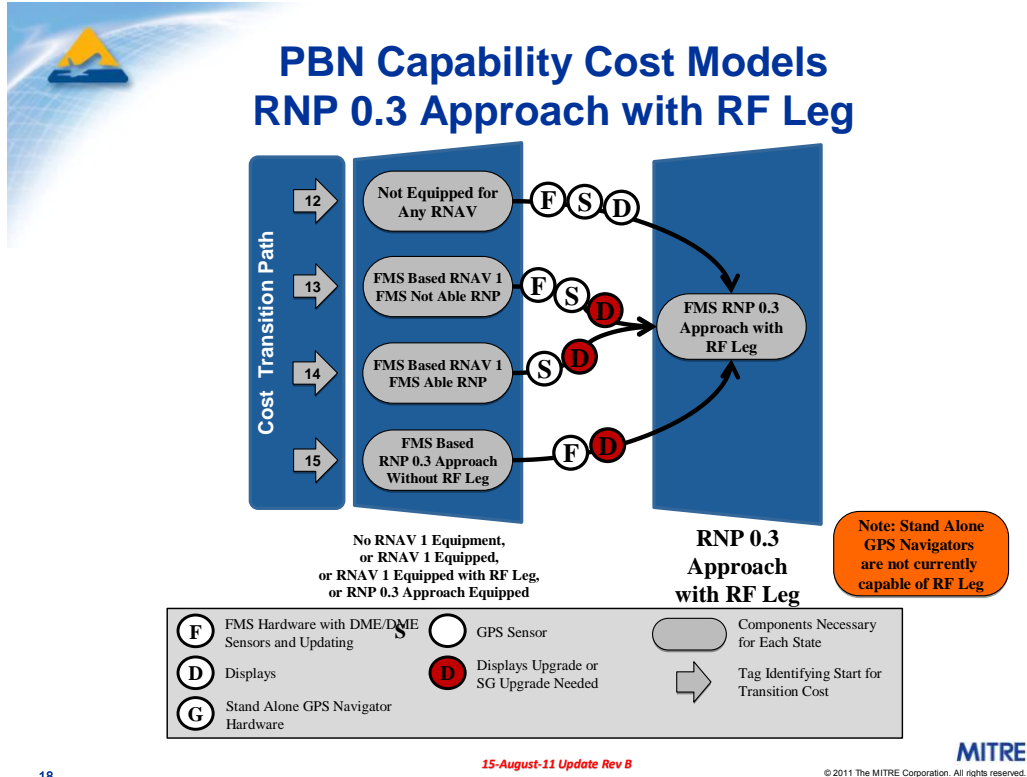 PBN Capability Cost Models
RNP 0.3 Approach with RF Leg
Cost Transition Path
12
Not Equipped for
Any RNAV
F S D
13
FMS Based RNAV 1
FMS Not Able RNP
F S D
14
FMS Based RNAV 1
FMS Able RNP
S D
15
FMS Based
RNP 0.3 Approach
Without RF Leg
F D
FMS RNP 0.3
Approach with
RF Leg
No RNAV 1 Equipment,
or RNAV 1 Equipped,
or RNAV 1 Equipped with RF Leg,
or RNP 0.3 Approach Equipped
RNP 0.3
Approach
with RF Leg
Note: Stand Alone
GPS Navigators
are not currently
capable of RF Leg
F
FMS Hardware with DME/DME
Sensors and Updating
D
Displays
G
Stand Alone GPS Navigator
Hardware
S
GPS Sensor
D
Displays Upgrade or
SG Upgrade Needed
Components Necessary
for Each State
Tag Identifying Start for
Transition Cost
18
15-August-11 Update Rev B
MITRE
© 2011 The MITRE Corporation. All rights reserved.